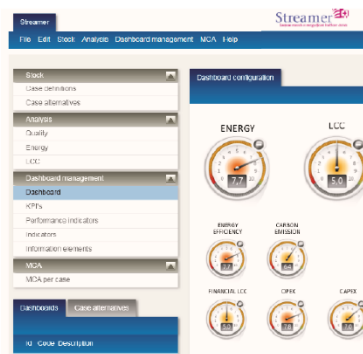 Streamer
Streamer
File Edit Stock Analysis Dashboard management MCA Help
Stock
Case definitions
Case alternatives
Analysis
Quality
Energy
LCC
Dashboard management
Dashboard
KPI's
Performance indicators
Indicators
Information elements
MCA
MCA per case
Dashboards Case alternatives
Id Code Description
Dashboard configuration
ENERGY LCC
7.7 5.0
ENERGY EFFICIENCY
CARBON EMISSION
FINANCIAL LCC OPEX CAPEX